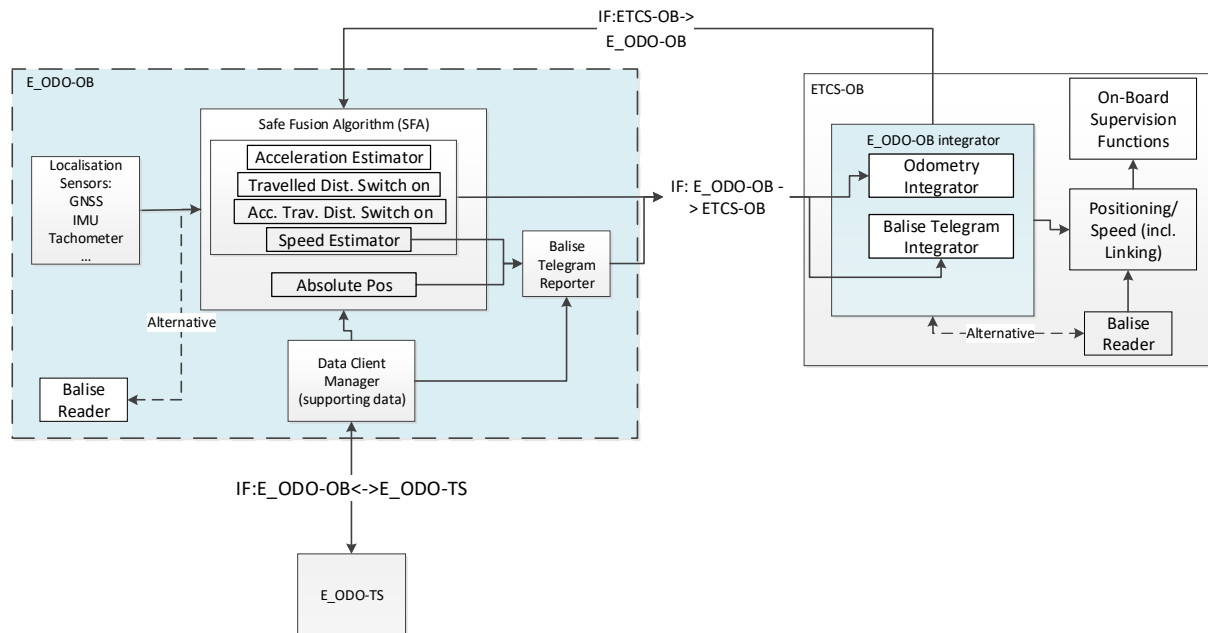 IF:ETCS-OB->
E_ODO-OB
E_ODO-OB
Safe Fusion Algorithm (SFA)
Acceleration Estimator
Travelled Dist. Switch on
Acc. Trav. Dist. Switch on
Speed Estimator
Absolute Pos
Localisation
Sensors:
GNSS
IMU
Tachometer
...
Alternative
Balise
Reader
Balise
Telegram
Reporter
Data Client
Manager
(supporting data)
IF:E_ODO-OB<->E_ODO-TS
E_ODO-TS
IF: E_ODO-OB -
> ETCS-OB
ETCS-OB
E_ODO-OB integrator
Odometry
Integrator
Balise Telegram
Integrator
On-Board
Supervision
Functions
Positioning/
Speed (incl.
Linking)
Alternative
Balise
Reader